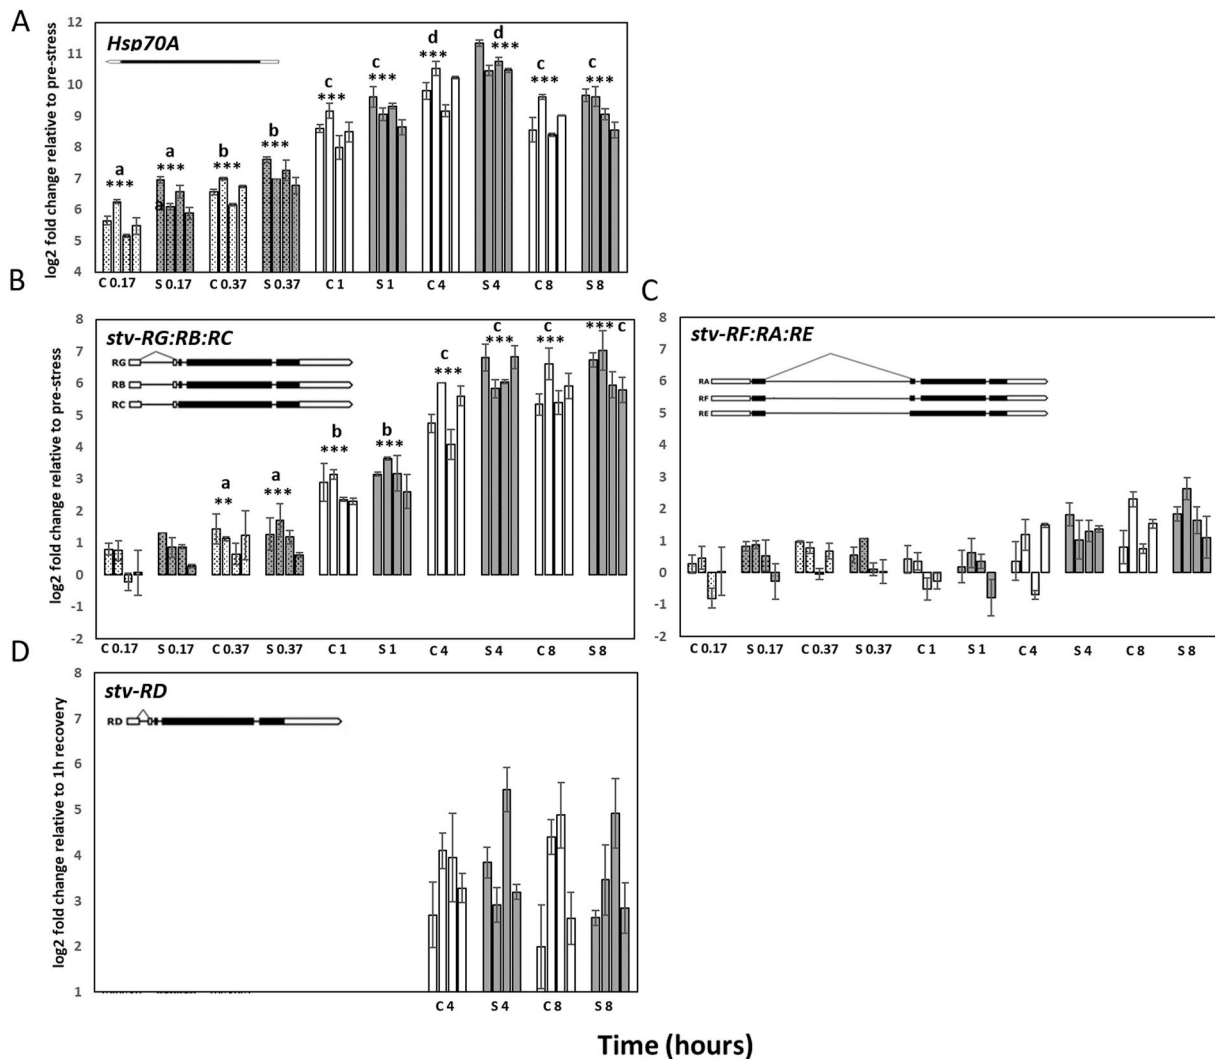 A
Hsp70A
log2 fold change relative to pre-stress
12
11
10
9
8
7
6
5
4
a
***
a
***
a
b
***
b
***
c
***
c
***
d
***
d
***
c
***
c
***
C 0.17 S 0.17 C 0.37 S 0.37 C 1 S 1 C 4 S 4 C 8 S 8
B
stv-RG:RB:RC
RG
RB
RC
log2 fold change relative to pre-stress
8
7
6
5
4
3
2
1
0
-1
-2
a
**
a
***
b
***
b
***
c
***
c
***
c
***
*** c
C 0.17 S 0.17 C 0.37 S 0.37 C 1 S 1 C 4 S 4 C 8 S 8
C
stv-RF:RA:RE
RA
RF
RE
8
7
6
5
4
3
2
1
0
-1
-2
C 0.17 S 0.17 C 0.37 S 0.37 C 1 S 1 C 4 S 4 C 8 S 8
D
stv-RD
RD
log2 fold change relative to 1h recovery
8
7
6
5
4
3
2
1
C 4 S 4 C 8 S 8
Time (hours)